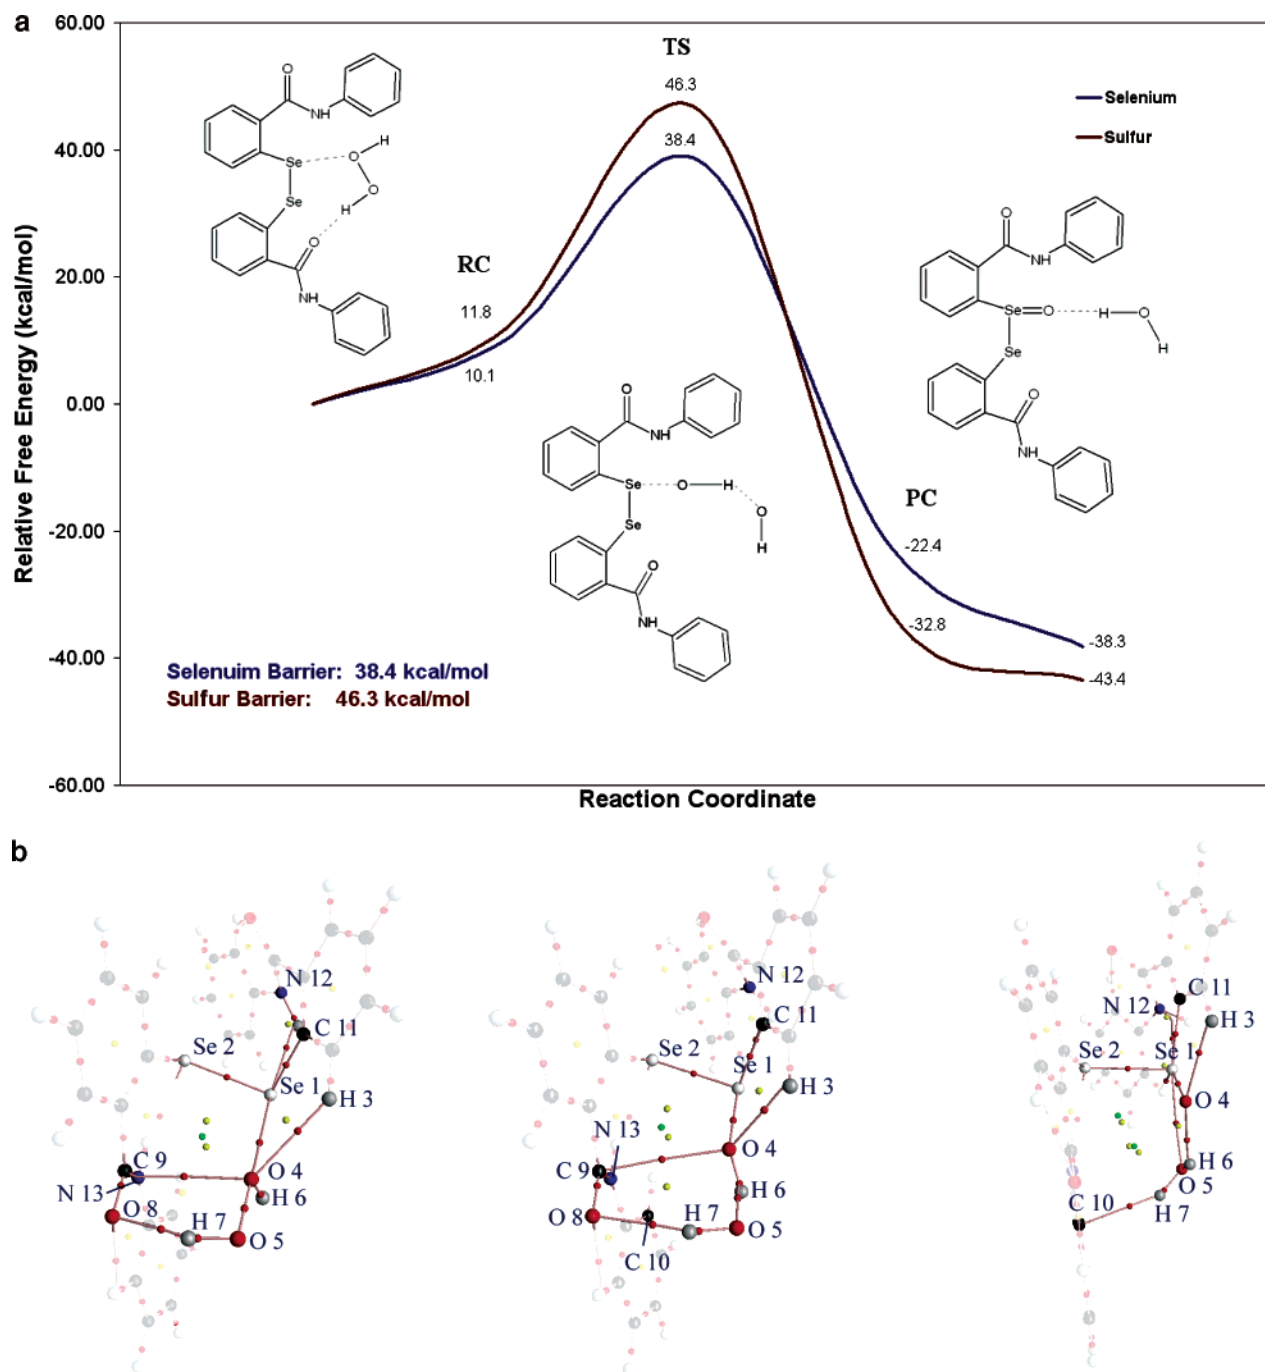 a
60.00
40.00
20.00
0.00
-20.00
-40.00
-60.00
Relative Free Energy (kcal/mol)
Reaction Coordinate
TS
46.3
38.4
Selenium
Sulfur
RC
11.8
10.1
PC
-22.4
-32.8
-38.3
-43.4
Selenuim Barrier: 38.4 kcal/mol
Sulfur Barrier: 46.3 kcal/mol
O
NH
H
Se
O
Se
O
H
O
NH
O
NH
Se
O
H
O
Se
H
O
NH
O
NH
Se
O
H
O
Se
H
O
NH
b
N 12
C 11
Se 2
Se 1
H 3
C 9
N 13
O 4
H 6
O 8
H 7
O 5
N 12
C 11
Se 2
Se 1
H 3
N 13
O 4
C 9
H 6
O 8
H 7
O 5
C 10
C 11
N 12
H 3
Se 2
Se 1
O 4
H 6
O 5
C 10
H 7